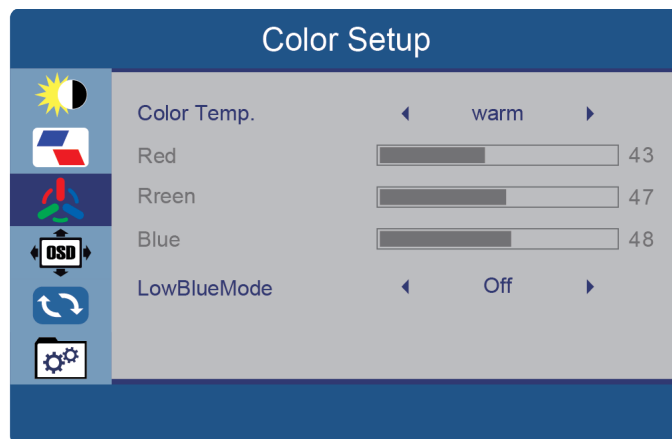 Color Setup
Color Temp. warm
Red 43
Rreen 47
Blue 48
OSD
LowBlueMode Off